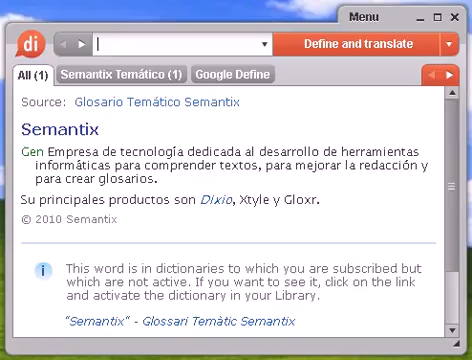 Menu
di
Define and translate
All (1)
Semantix Temático (1)
Google Define
Source: Glosario Temático Semantix
Semantix
Gen Empresa de tecnología dedicada al desarrollo de herramientas
informáticas para comprender textos, para mejorar la redacción y
para crear glosarios.
Su principales productos son Dixio, Xtyle y Gloxr.
© 2010 Semantix
This word is in dictionaries to which you are subscribed but
which are not active. If you want to see it, click on the link
and activate the dictionary in your Library.
"Semantix" - Glossari Temàtic Semantix